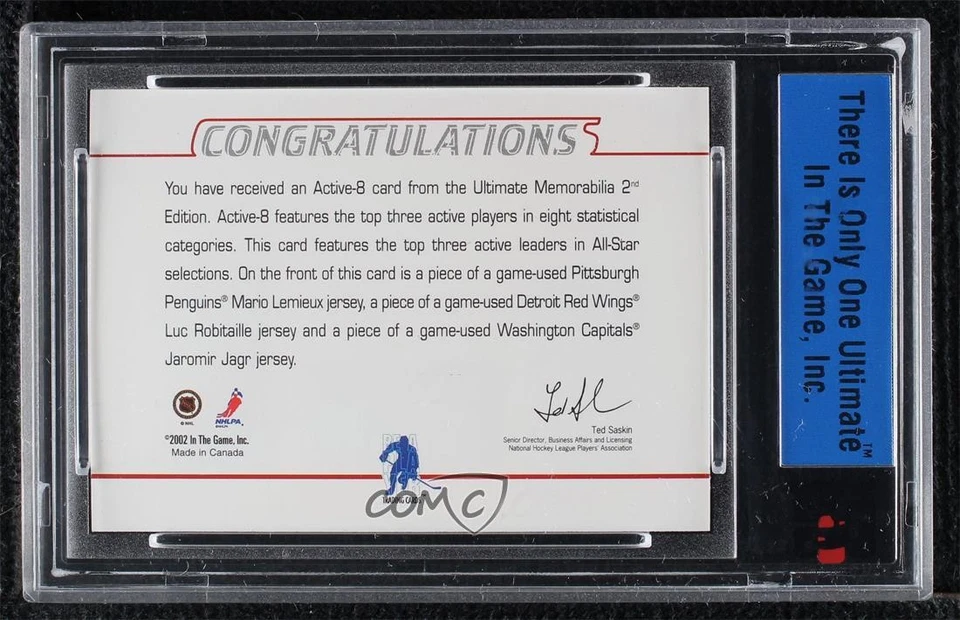 CONGRATULATIONS
You have received an Active-8 card from the Ultimate Memorabilia 2nd
Edition. Active-8 features the top three active players in eight statistical
categories. This card features the top three active leaders in All-Star
selections. On the front of this card is a piece of a game-used Pittsburgh
Penguins® Mario Lemieux jersey, a piece of a game-used Detroit Red Wings®
Luc Robitaille jersey and a piece of a game-used Washington Capitals®
Jaromir Jagr jersey.
© NHL
NHLPA
©2002 In The Game, Inc.
Made in Canada
Ted Saskin
Senior Director, Business Affairs and Licensing
National Hockey League Players' Association
TRADING CARDS
COMC
There Is Only One Ultimate™
In The Game, Inc.